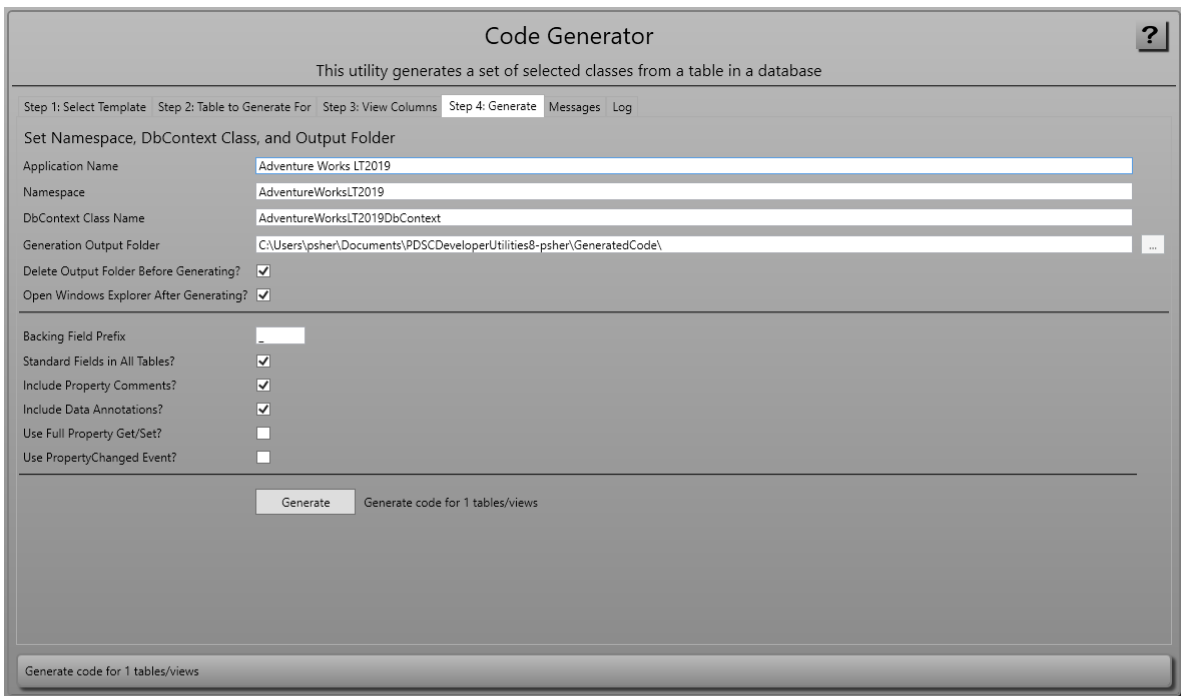 Code Generator
?
This utility generates a set of selected classes from a table in a database
Step 1: Select Template Step 2: Table to Generate For Step 3: View Columns Step 4: Generate Messages Log
Set Namespace, DbContext Class, and Output Folder
Application Name Adventure Works LT2019
Namespace AdventureWorksLT2019
DbContext Class Name AdventureWorksLT2019DbContext
Generation Output Folder C:\Users\psher\Documents\PDSCDeveloperUtilities8-psher\GeneratedCode\ ...
Delete Output Folder Before Generating?
Open Windows Explorer After Generating?
Backing Field Prefix _
Standard Fields in All Tables?
Include Property Comments?
Include Data Annotations?
Use Full Property Get/Set?
Use PropertyChanged Event?
Generate Generate code for 1 tables/views
Generate code for 1 tables/views